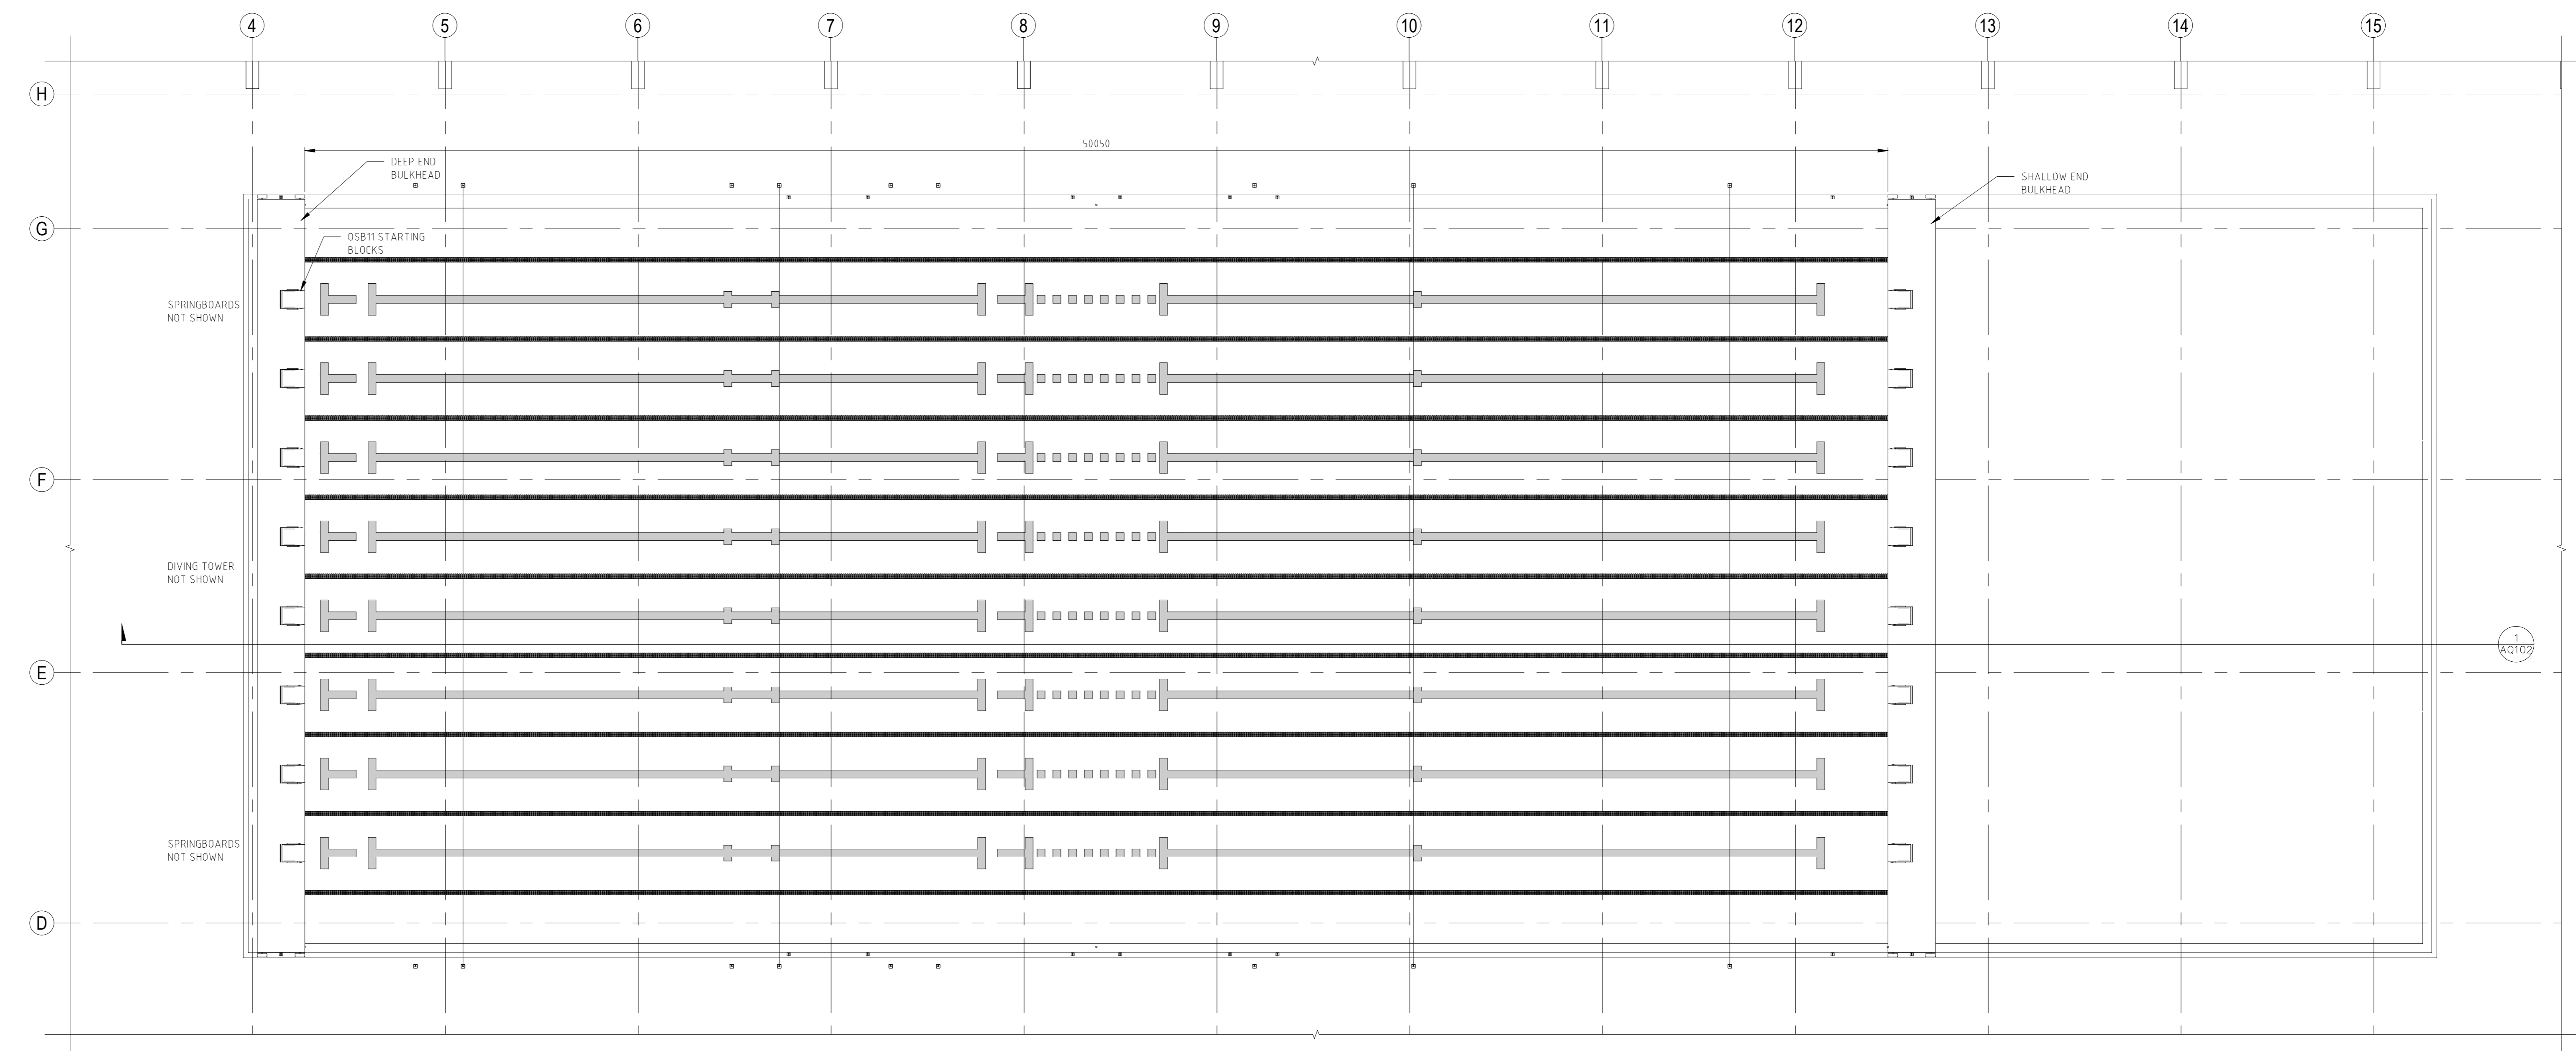 4 5 6 7 8 9 10 11 12 13 14 15
H
50050
DEEP END
BULKHEAD
SHALLOW END
BULKHEAD
G
OSB11 STARTING
BLOCKS
SPRINGBOARDS
NOT SHOWN
F
DIVING TOWER
NOT SHOWN
1
AQ102
E
SPRINGBOARDS
NOT SHOWN
D